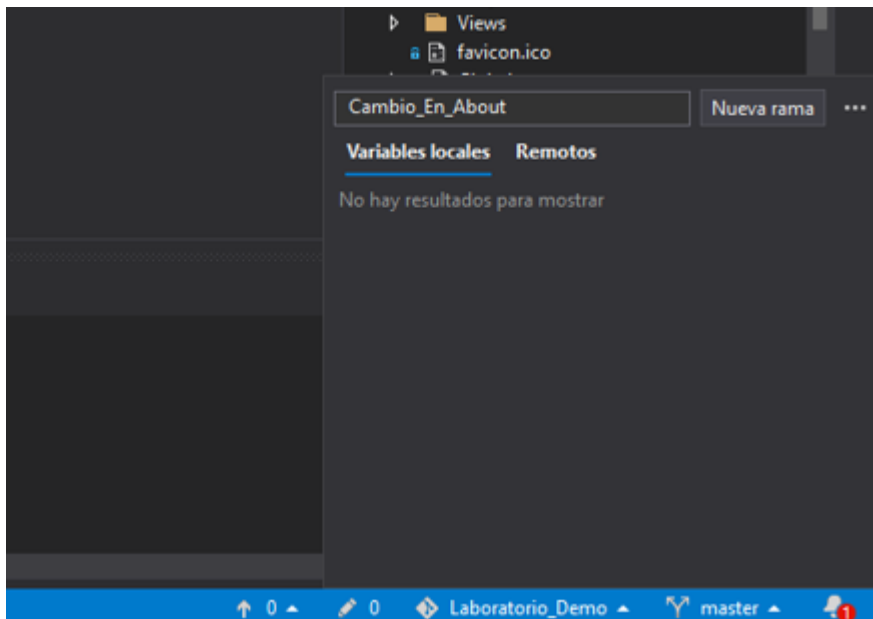 Views
favicon.ico
Cambio_En_About
Nueva rama
Variables locales Remotos
No hay resultados para mostrar
0 0 Laboratorio_Demo master 1